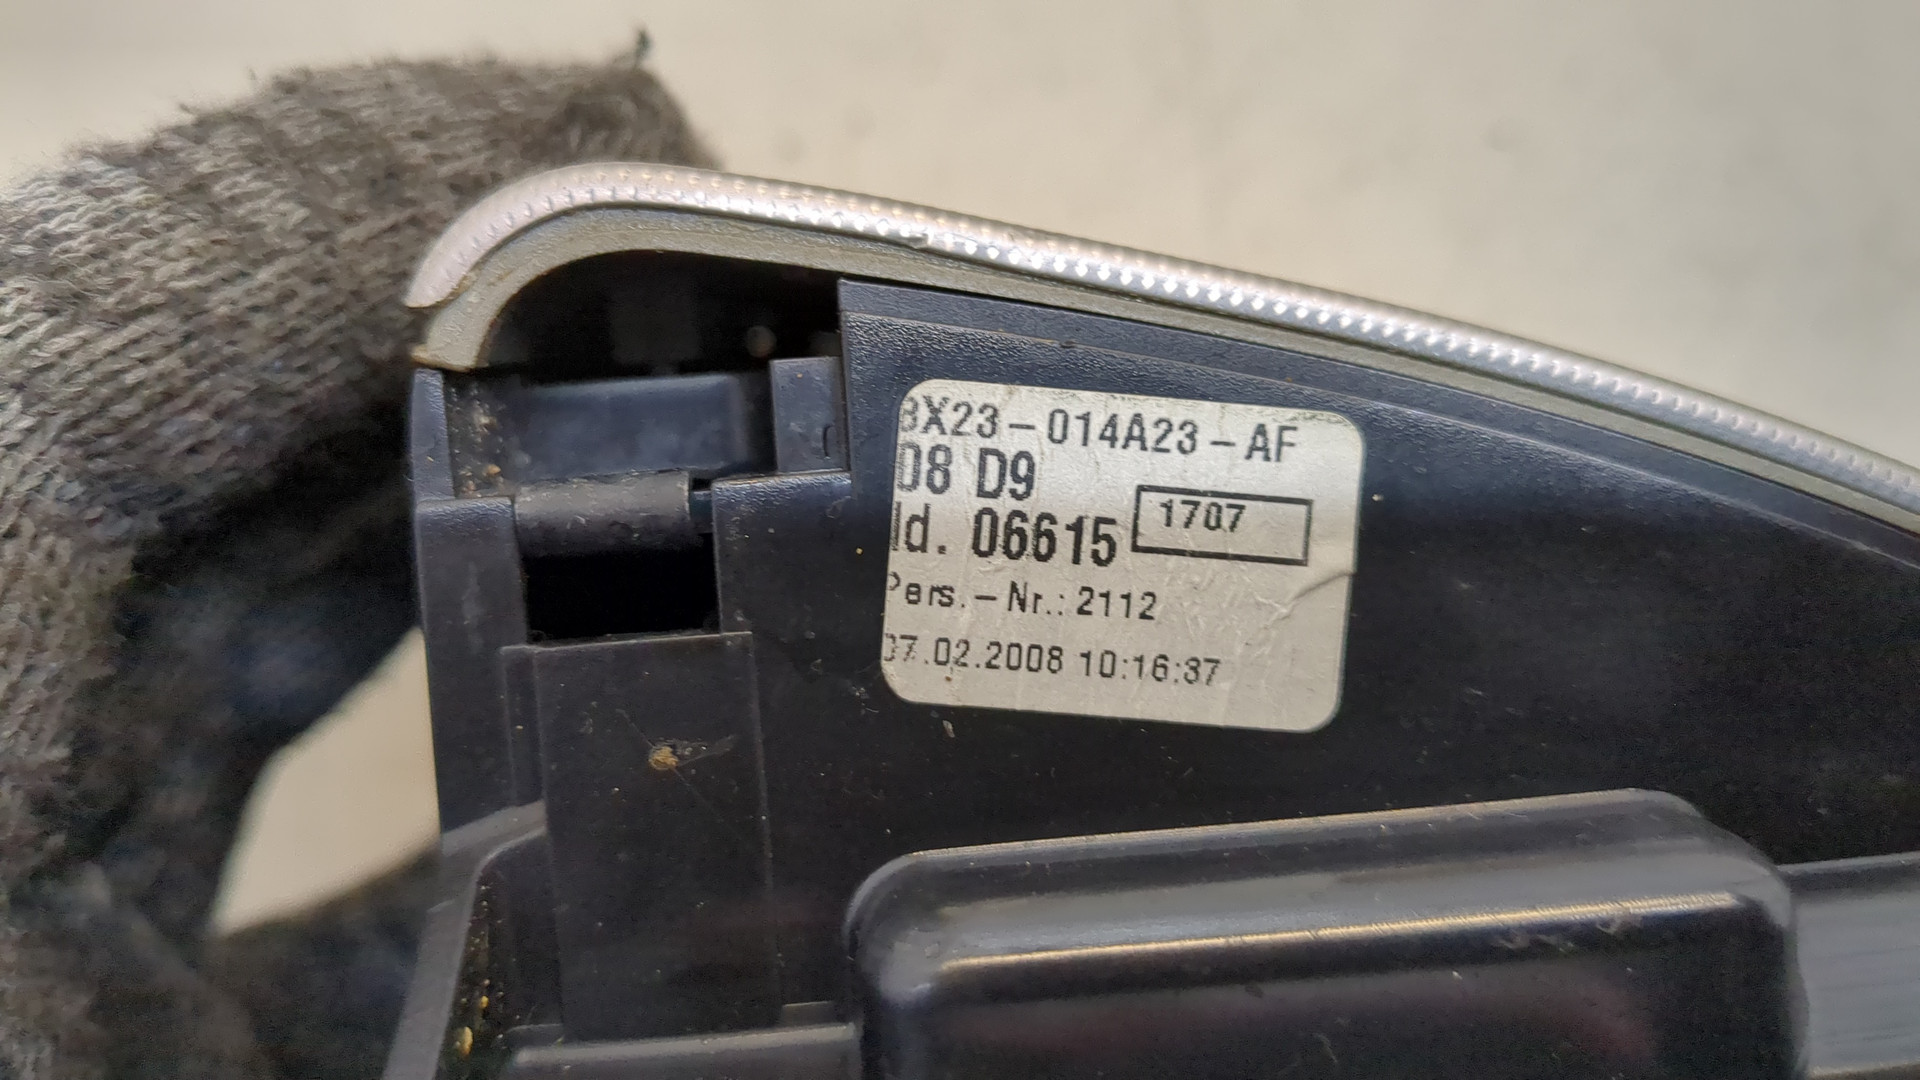 8X23-014A23-AF
08 D9
Id. 06615 1707
Pers.-Nr.: 2112
07.02.2008 10:16:37